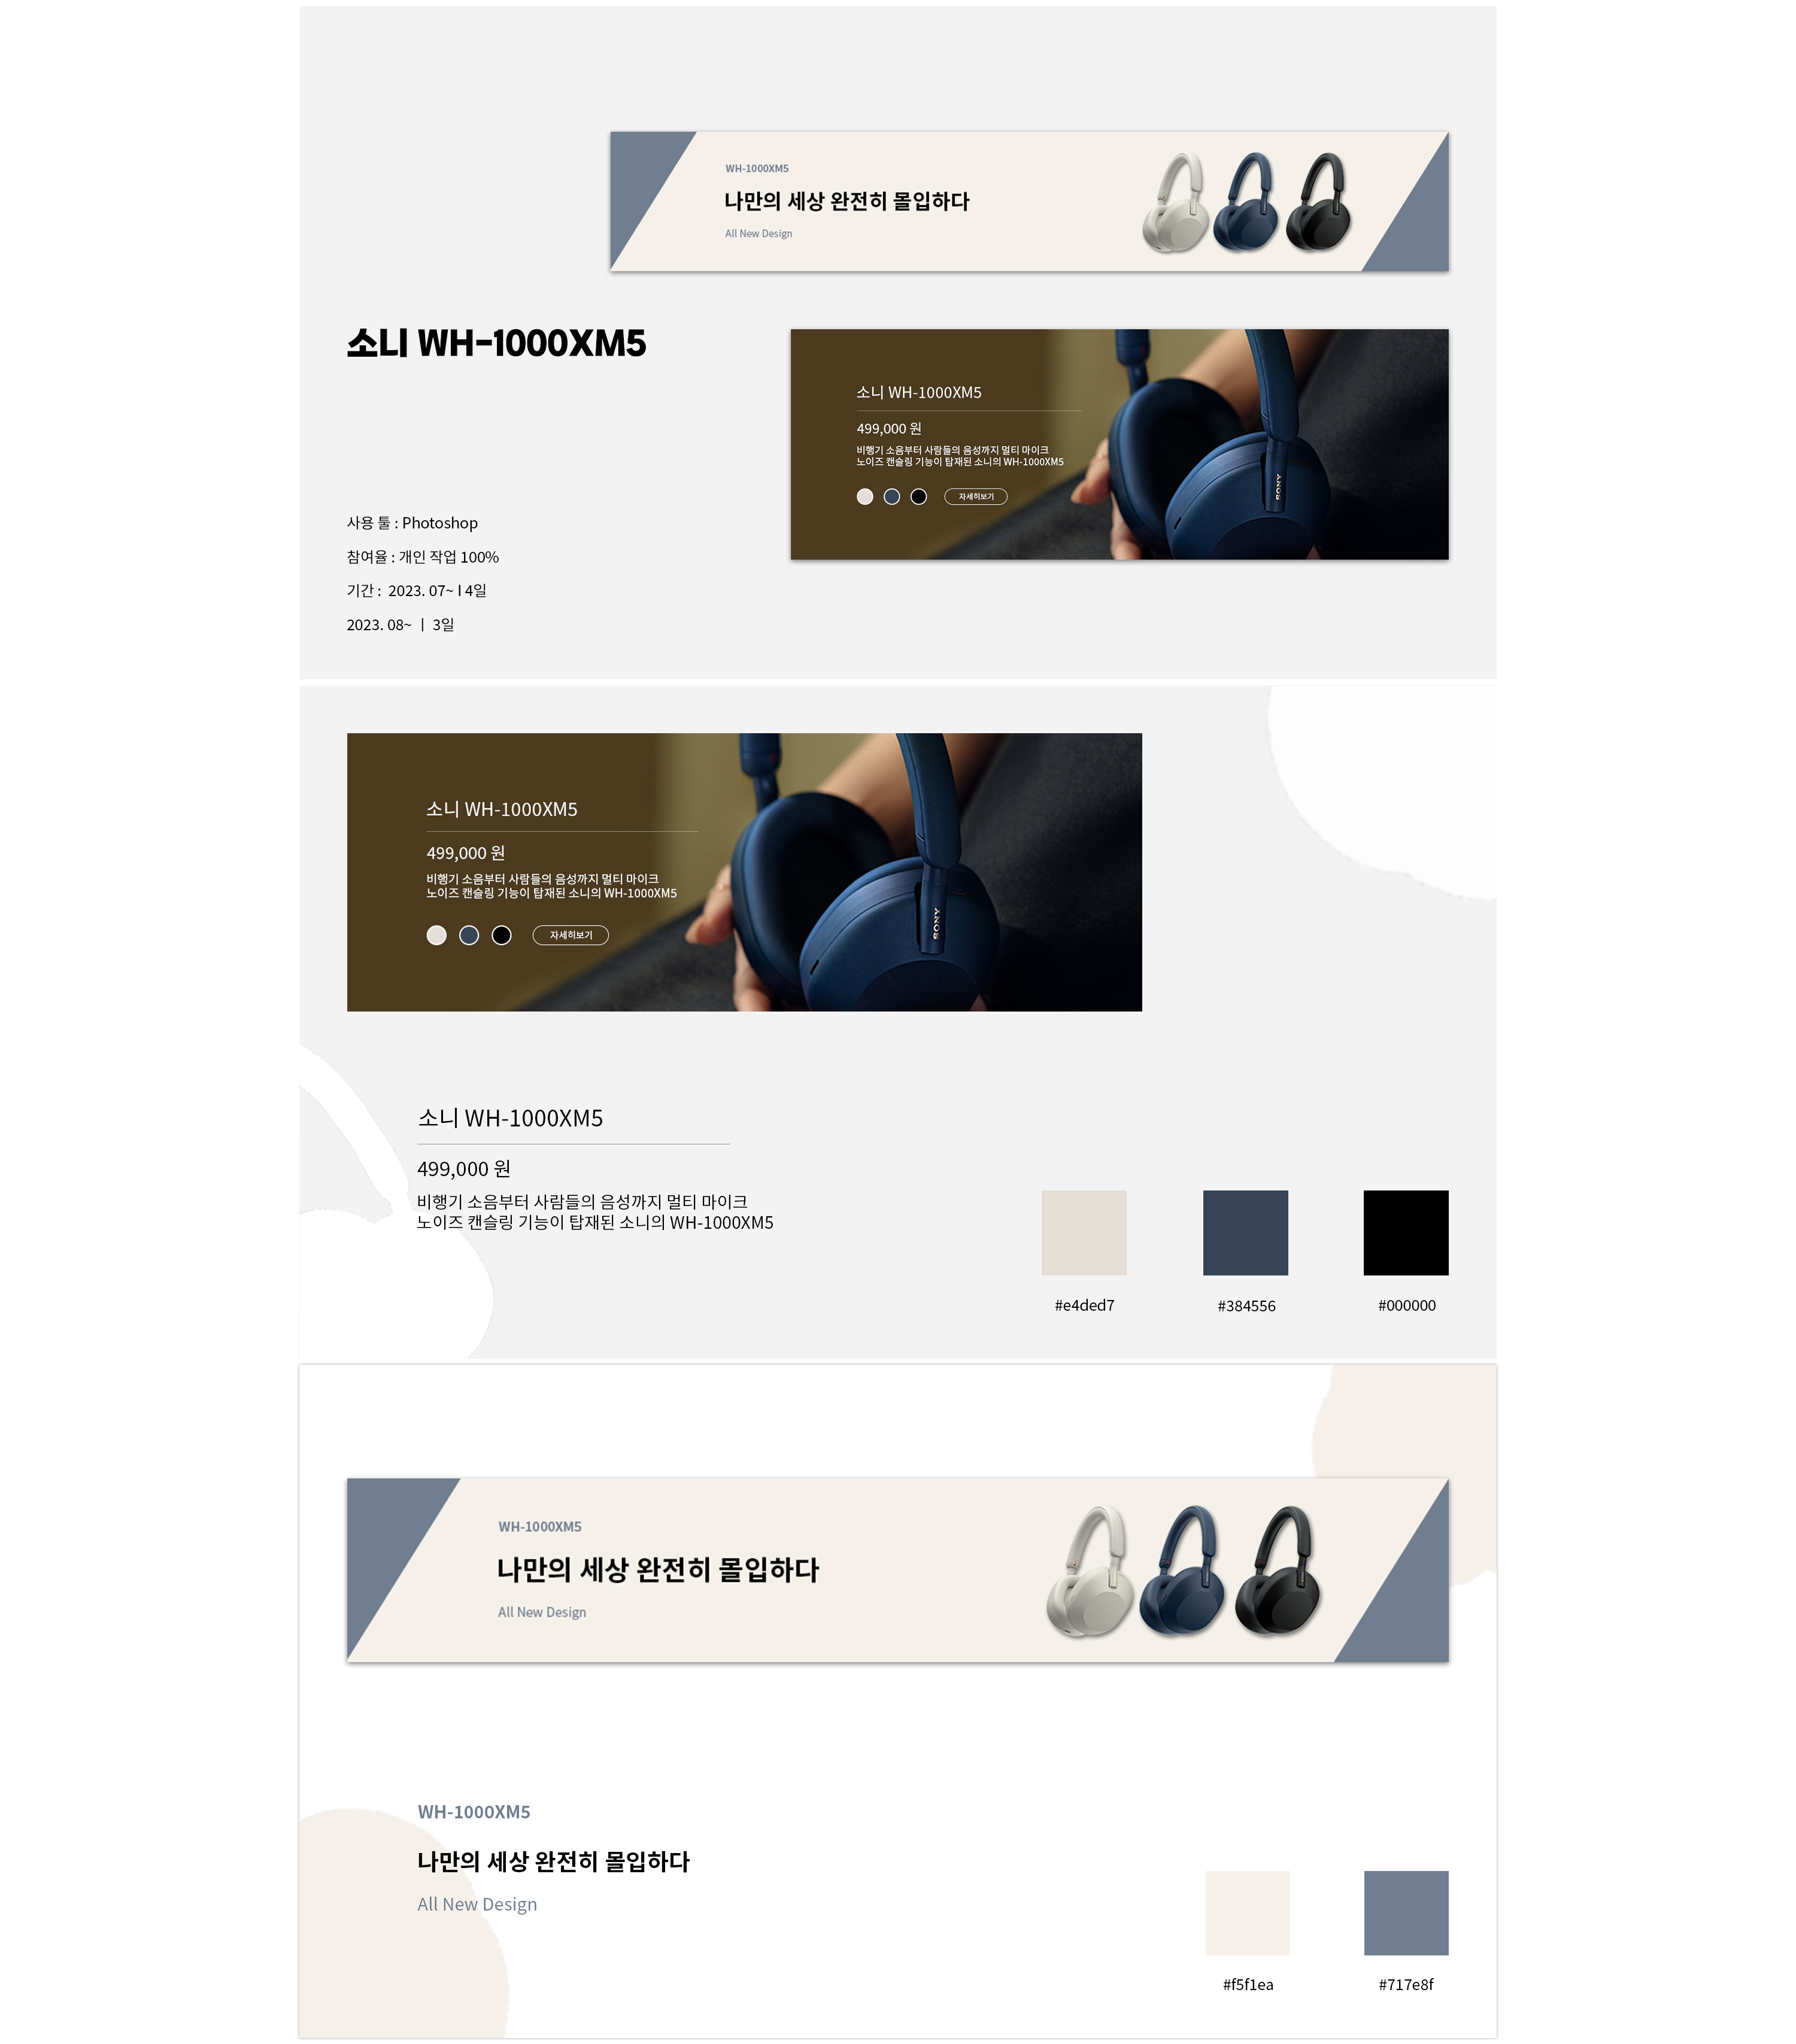 WH-1000XM5
나만의 세상 완전히 몰입하다
All New Design
소니 WH-1000XM5
소니 WH-1000XM5
499,000 원
비행기 소음부터 사람들의 음성까지 멀티 마이크
노이즈 캔슬링 기능이 탑재된 소니의 WH-1000XM5
자세히보기
SONY
사용 툴 : Photoshop
참여율 : 개인 작업 100%
기간 : 2023. 07~ I 4일
2023. 08~ ㅣ 3일
소니 WH-1000XM5
499,000 원
비행기 소음부터 사람들의 음성까지 멀티 마이크
노이즈 캔슬링 기능이 탑재된 소니의 WH-1000XM5
자세히보기
SONY
소니 WH-1000XM5
499,000 원
비행기 소음부터 사람들의 음성까지 멀티 마이크
노이즈 캔슬링 기능이 탑재된 소니의 WH-1000XM5
#e4ded7
#384556
#000000
WH-1000XM5
나만의 세상 완전히 몰입하다
All New Design
WH-1000XM5
나만의 세상 완전히 몰입하다
All New Design
#f5f1ea
#717e8f